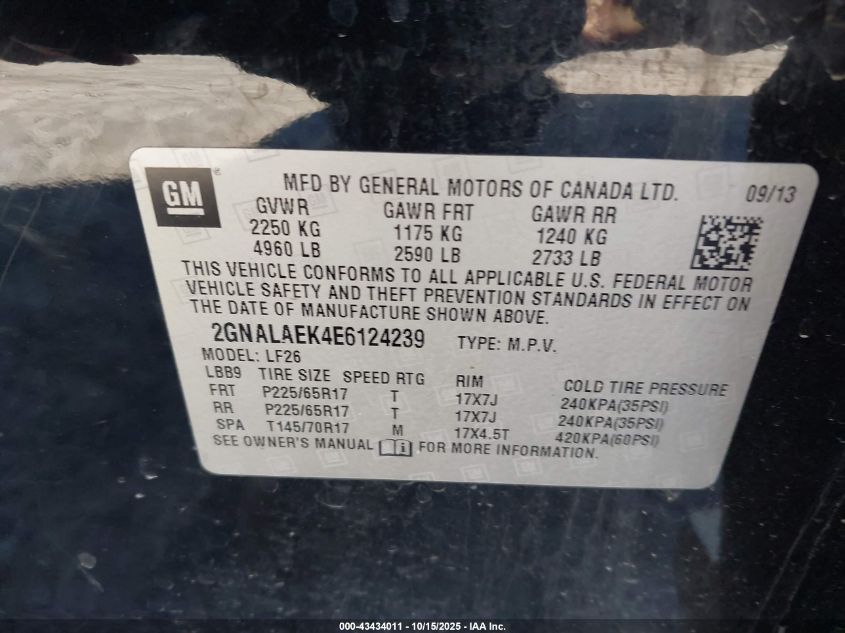 GM ®
MFD BY GENERAL MOTORS OF CANADA LTD. 09/13
GVWR GAWR FRT GAWR RR
2250 KG 1175 KG 1240 KG
4960 LB 2590 LB 2733 LB
THIS VEHICLE CONFORMS TO ALL APPLICABLE U.S. FEDERAL MOTOR
VEHICLE SAFETY AND THEFT PREVENTION STANDARDS IN EFFECT ON
THE DATE OF MANUFACTURE SHOWN ABOVE.
2GNALAEK4E6124239 TYPE: M.P.V.
MODEL: LF26
LBB9 TIRE SIZE SPEED RTG RIM COLD TIRE PRESSURE
FRT P225/65R17 T 17X7J 240KPA(35PSI)
RR P225/65R17 T 17X7J 240KPA(35PSI)
SPA T145/70R17 M 17X4.5T 420KPA(60PSI)
SEE OWNER'S MANUAL FOR MORE INFORMATION.
000-43434011 - 10/15/2025 - IAA Inc.